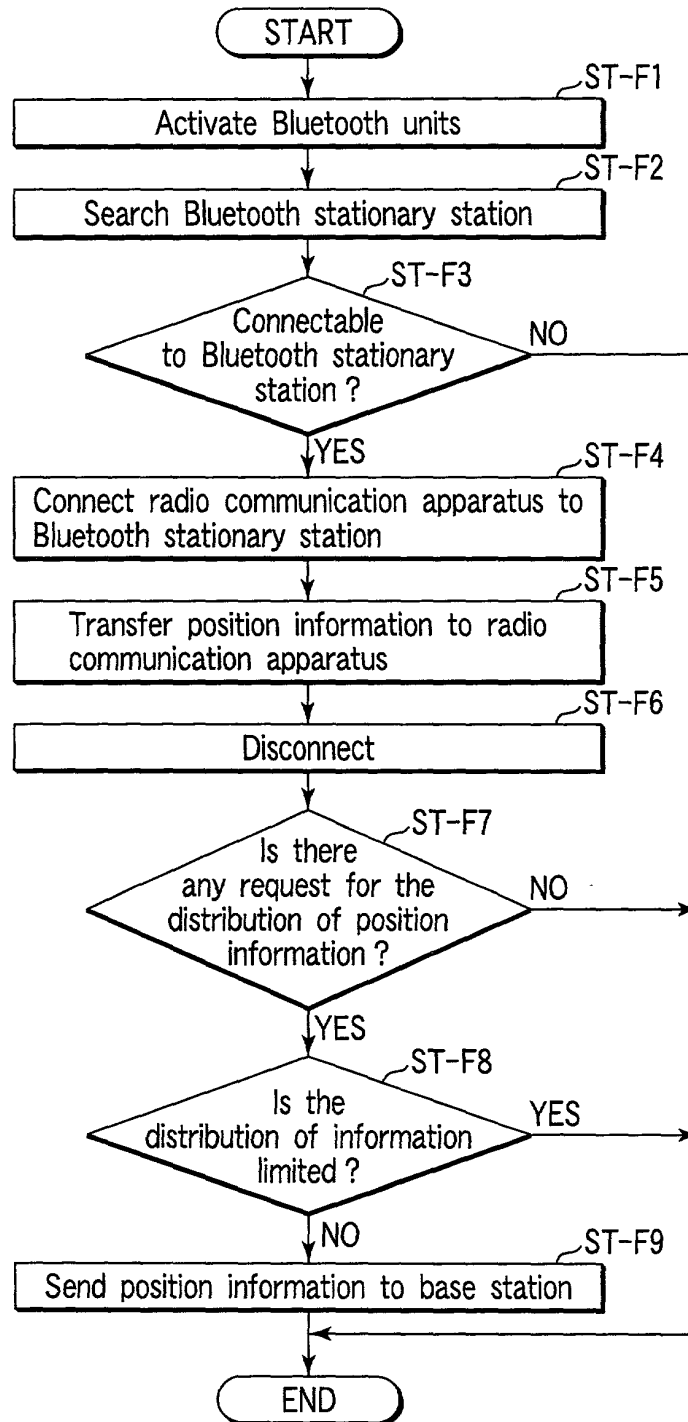 START
ST-F1
Activate Bluetooth units
ST-F2
Search Bluetooth stationary station
ST-F3
Connectable
to Bluetooth stationary
station ?
NO
YES
ST-F4
Connect radio communication apparatus to
Bluetooth stationary station
ST-F5
Transfer position information to radio
communication apparatus
ST-F6
Disconnect
ST-F7
Is there
any request for the
distribution of position
information ?
NO
YES
ST-F8
Is the
distribution of information
limited ?
YES
NO
ST-F9
Send position information to base station
END